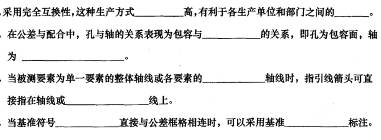 .采用完全互换性,这种生产方式________高,有利于各生产单位和部门之间的________。
.在公差与配合中,孔与轴的关系表现为包容与________的关系,即孔为包容面,轴
为________。
.当被测要素为单一要素的整体轴线或各要素的________轴线时,指引线箭头可直
接指在轴线或________线上。
.当基准符号________直接与公差框格相连时,可以采用基准________标注。